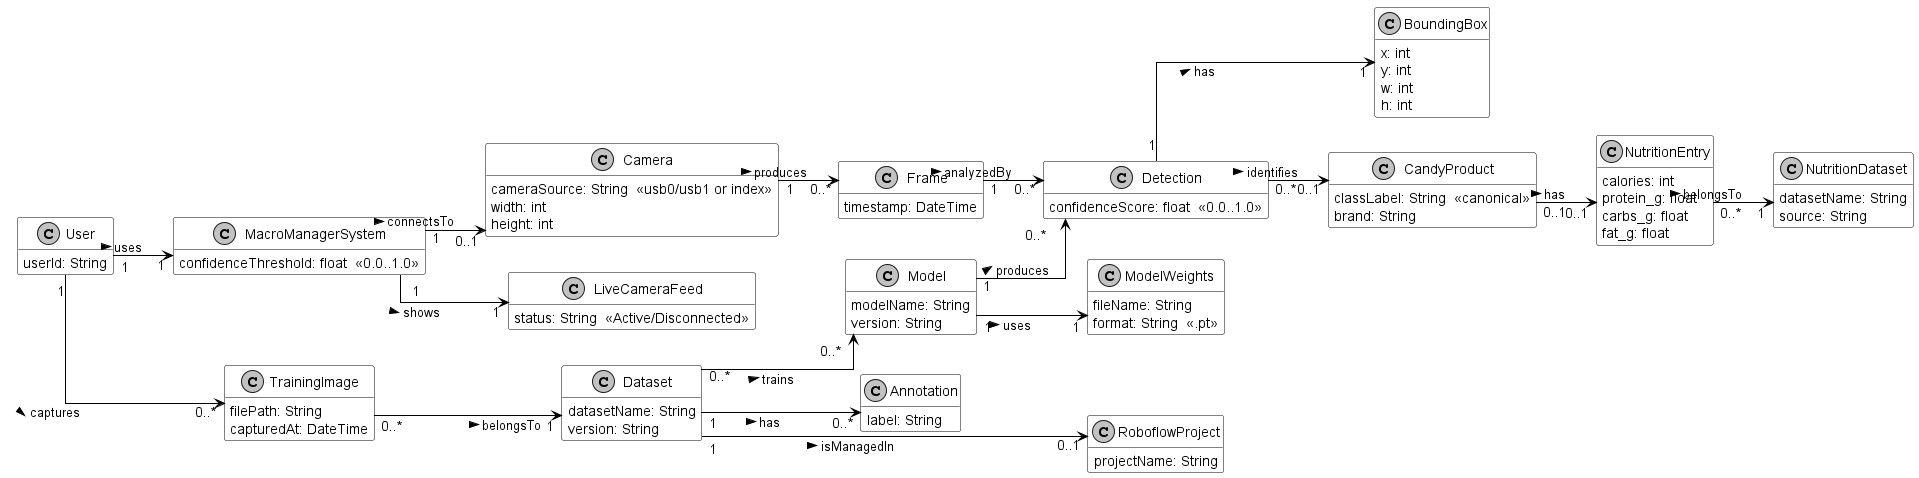 C BoundingBox
x: int
y: int
w: int
h: int
▶ has
1
1
C Camera
cameraSource: String «usb0/usb1 or index»
width: int
height: int
▶ produces
1
0..*
C Frame
timestamp: DateTime
▶ analyzedBy
1
0..*
C Detection
confidenceScore: float «0.0..1.0»
▶ identifies
0..*
0..1
C CandyProduct
classLabel: String «canonical»
brand: String
▶ has
0..1
0..1
C NutritionEntry
calories: int
protein_g: float
carbs_g: float
fat_g: float
▶ belongsTo
0..*
1
C NutritionDataset
datasetName: String
source: String
C User
userId: String
▶ uses
1
1
C MacroManagerSystem
confidenceThreshold: float «0.0..1.0»
▶ connectsTo
1
0..1
1
▶ shows
1
C LiveCameraFeed
status: String «Active/Disconnected»
C Model
modelName: String
version: String
▶ produces
1
0..*
▶ uses
1
1
C ModelWeights
fileName: String
format: String «.pt»
1
▶ captures
0..*
C TrainingImage
filePath: String
capturedAt: DateTime
0..*
▶ belongsTo
1
C Dataset
datasetName: String
version: String
0..*
▶ trains
0..*
1
▶ has
0..*
C Annotation
label: String
1
▶ isManagedIn
0..1
C RoboflowProject
projectName: String